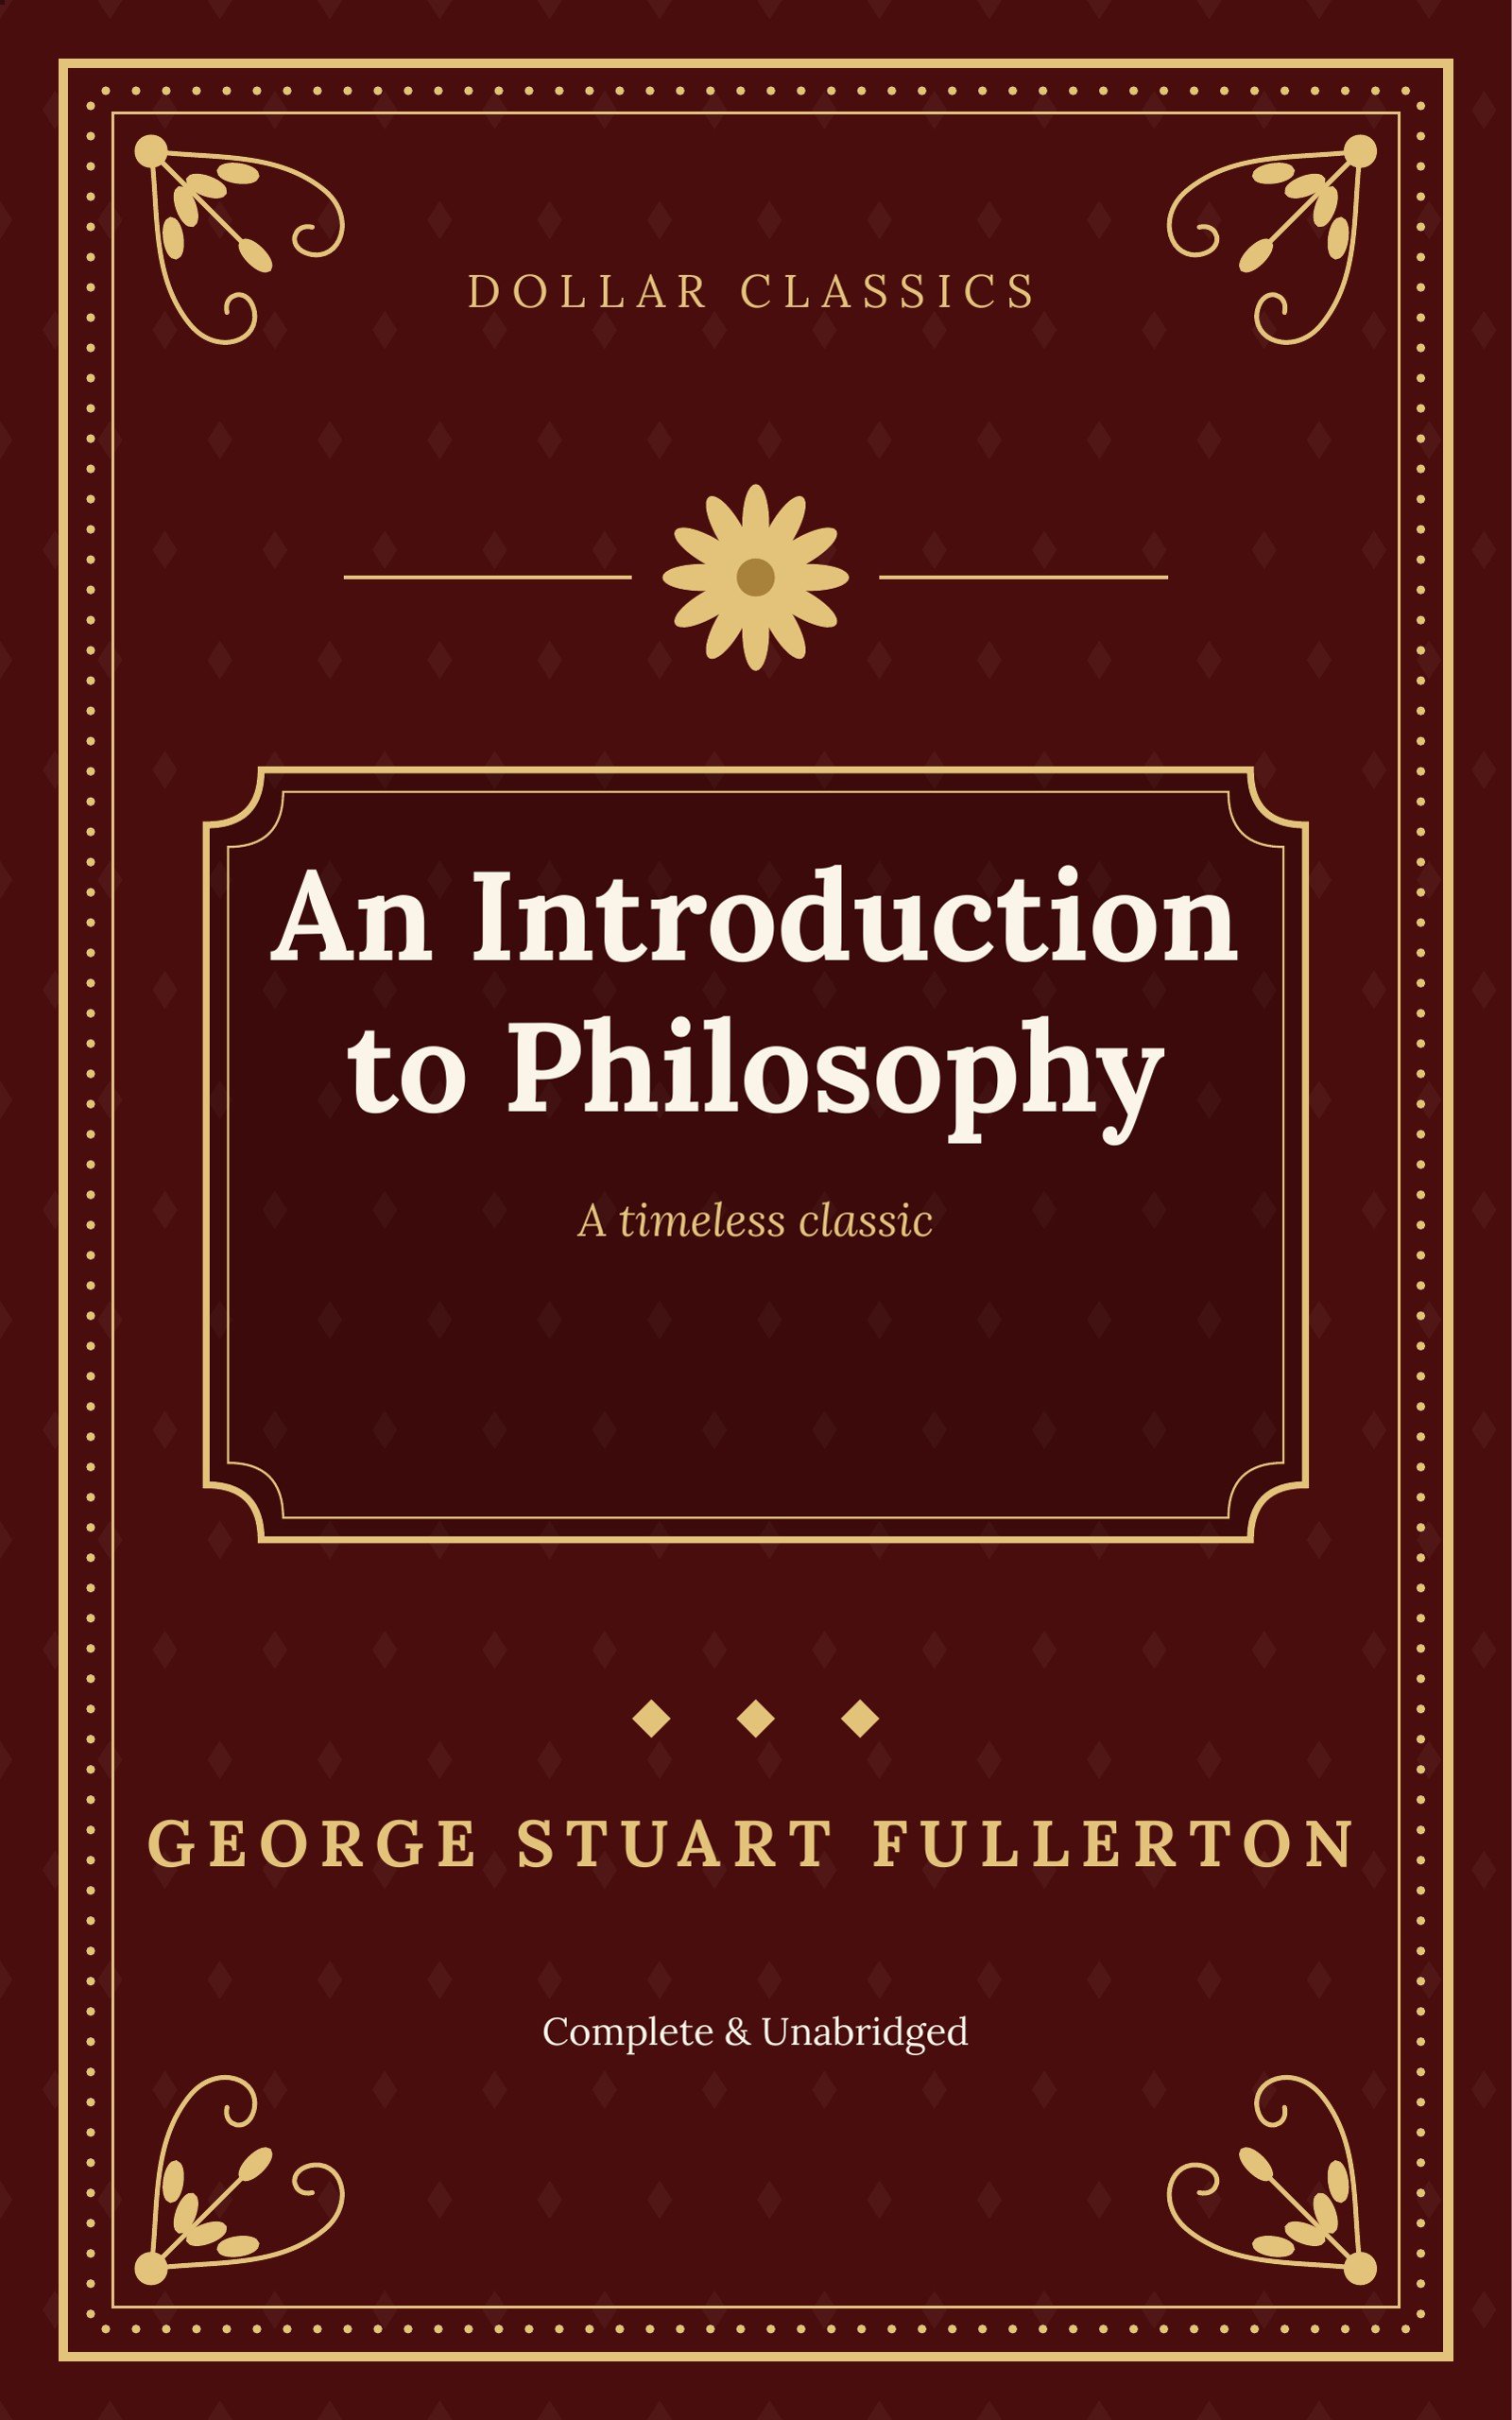 DOLLAR CLASSICS
An Introduction
to Philosophy
A timeless classic
GEORGE STUART FULLERTON
Complete & Unabridged